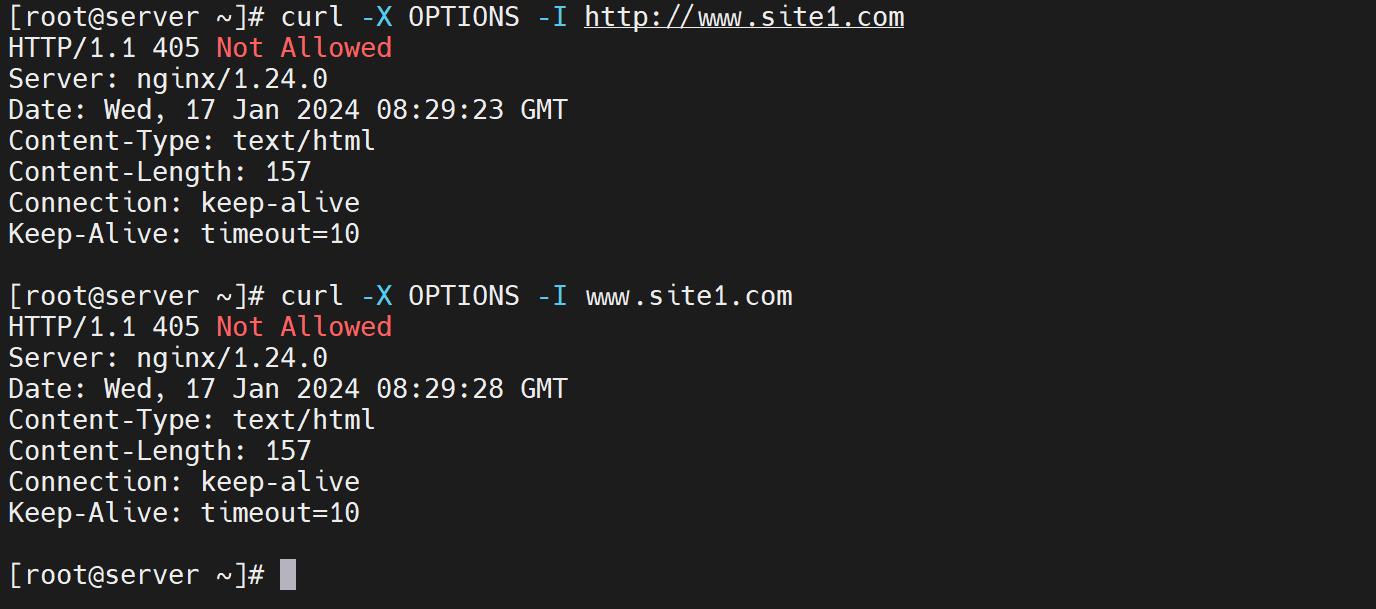 [root@server ~]# curl -X OPTIONS -I http://www.site1.com
HTTP/1.1 405 Not Allowed
Server: nginx/1.24.0
Date: Wed, 17 Jan 2024 08:29:23 GMT
Content-Type: text/html
Content-Length: 157
Connection: keep-alive
Keep-Alive: timeout=10
[root@server ~]# curl -X OPTIONS -I www.site1.com
HTTP/1.1 405 Not Allowed
Server: nginx/1.24.0
Date: Wed, 17 Jan 2024 08:29:28 GMT
Content-Type: text/html
Content-Length: 157
Connection: keep-alive
Keep-Alive: timeout=10
[root@server ~]#